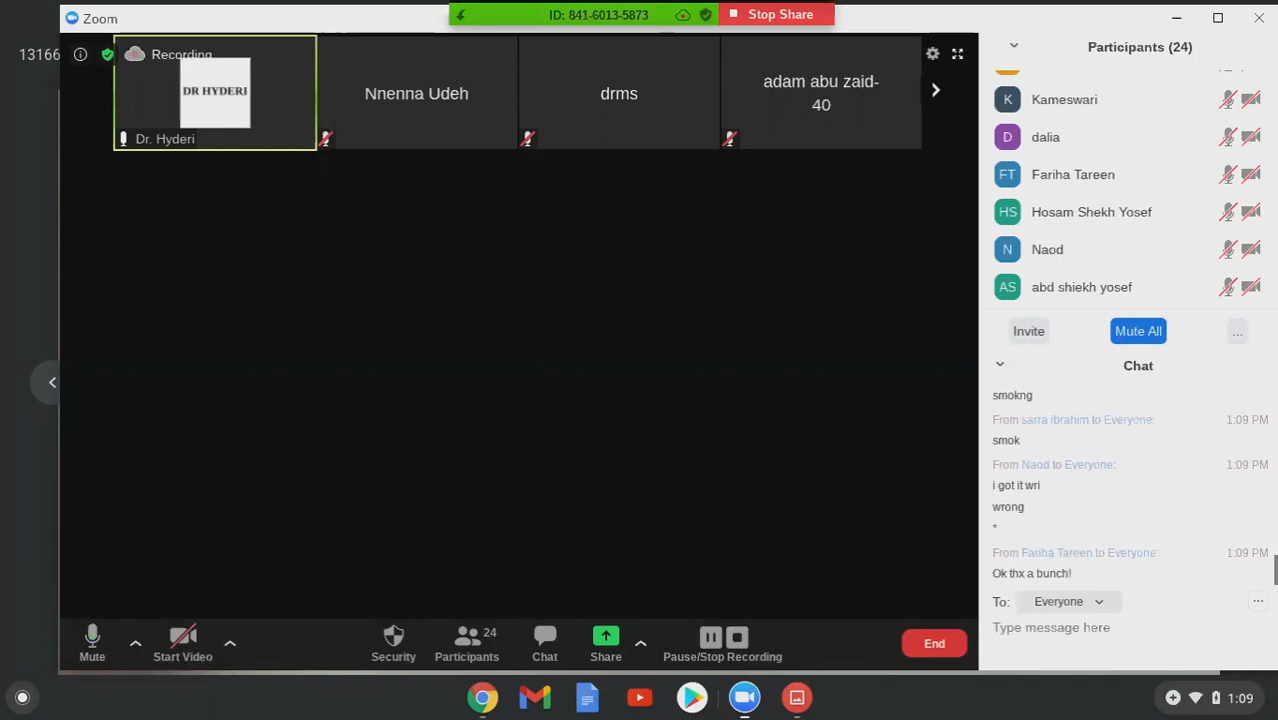 Zoom
ID: 841-6013-5873
Stop Share
13166
Recording
DR HYDERI
Dr. Hyderi
Nnenna Udeh
drms
adam abu zaid-
40
Participants (24)
K
Kameswari
D
dalia
FT
Fariha Tareen
HS
Hosam Shekh Yosef
N
Naod
AS
abd shiekh yosef
Invite
Mute All
...
Chat
smokng
From sarra ibrahim to Everyone: 1:09 PM
smok
From Naod to Everyone: 1:09 PM
i got it wri
wrong
*
From Fariha Tareen to Everyone: 1:09 PM
Ok thx a bunch!
To: Everyone
Type message here
Mute
Start Video
Security
24
Participants
Chat
Share
Pause/Stop Recording
End
1:09